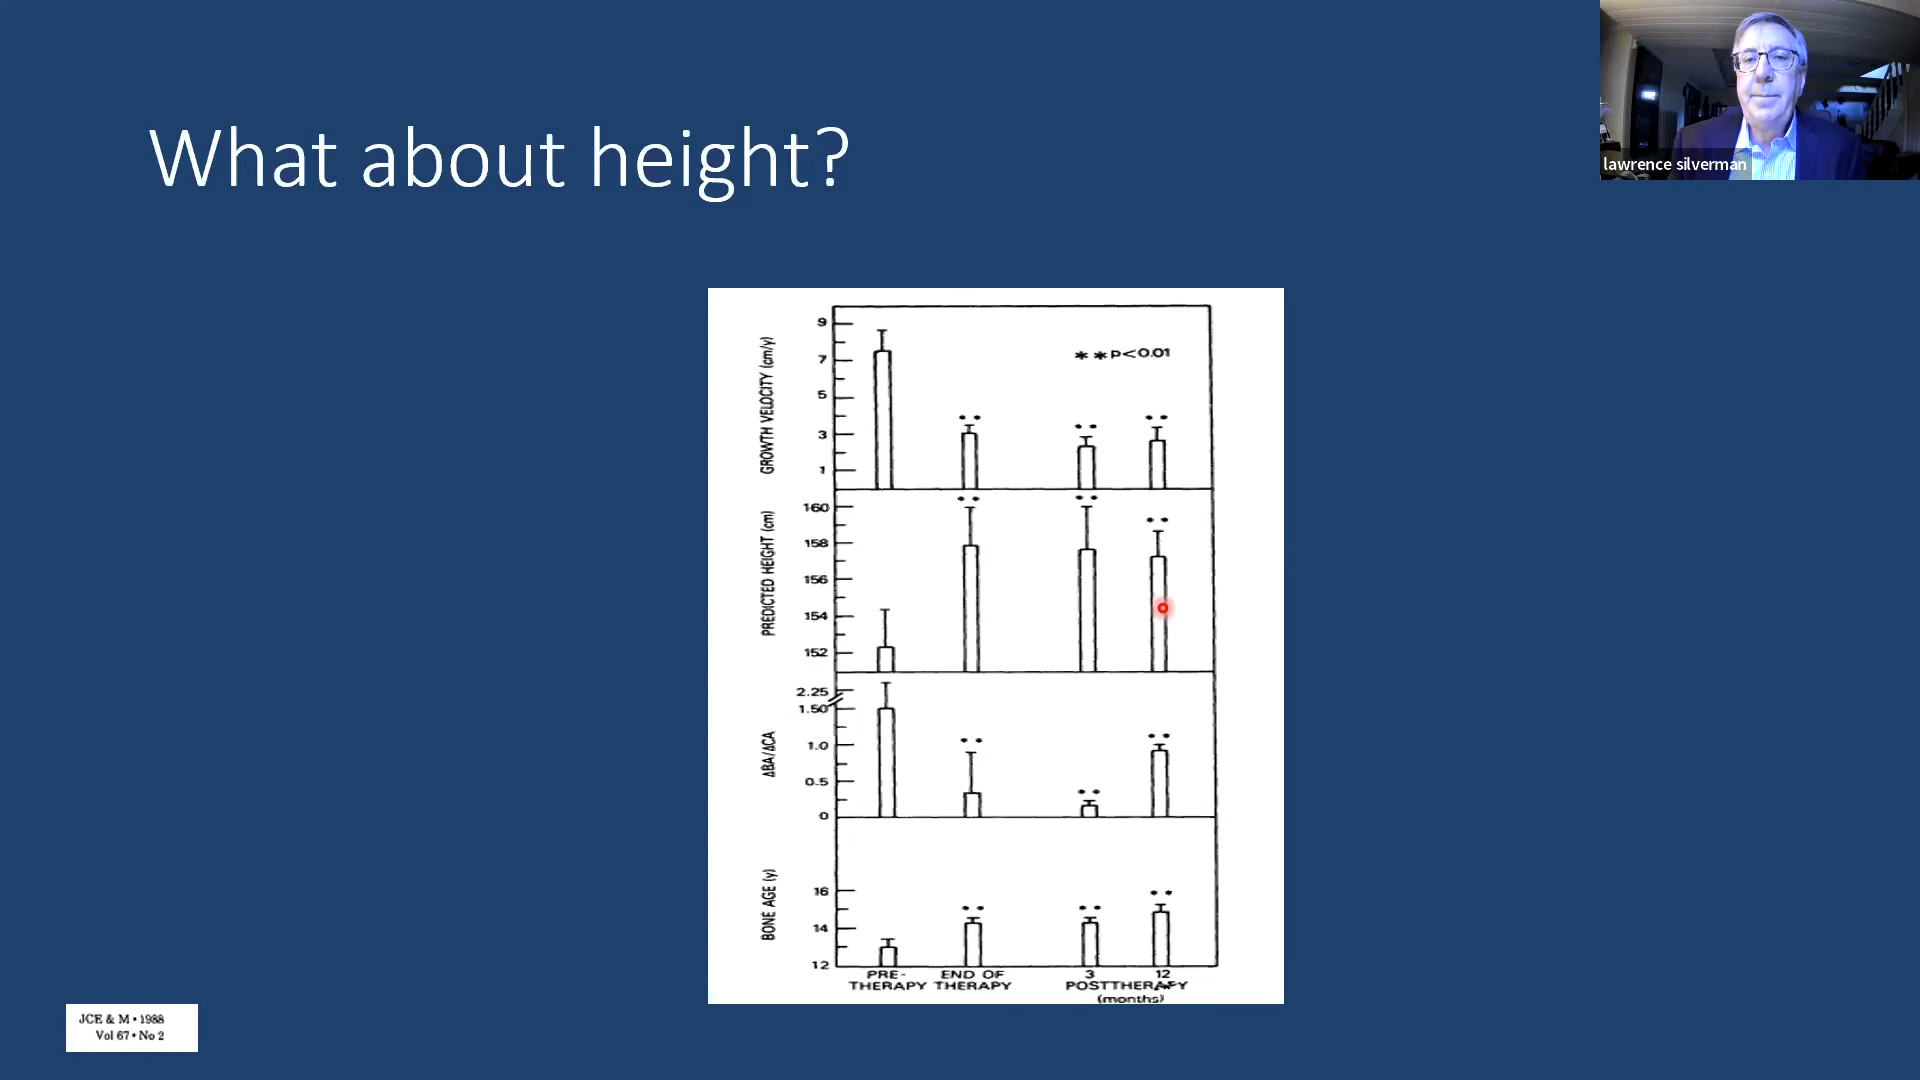 What about height?
lawrence silverman
GROWTH VELOCITY (cm/y)
9
7
5
3
1
** P<0.01
** ** **
PREDICTED HEIGHT (cm)
160
158
156
154
152
** ** **
ΔBA/ΔCA
2.25
1.50
1.0
0.5
0
** ** **
BONE AGE (y)
16
14
12
** ** **
PRE- END OF 3 12
THERAPY THERAPY POSTTHERAPY
(months)
JCE & M • 1988
Vol 67 • No 2